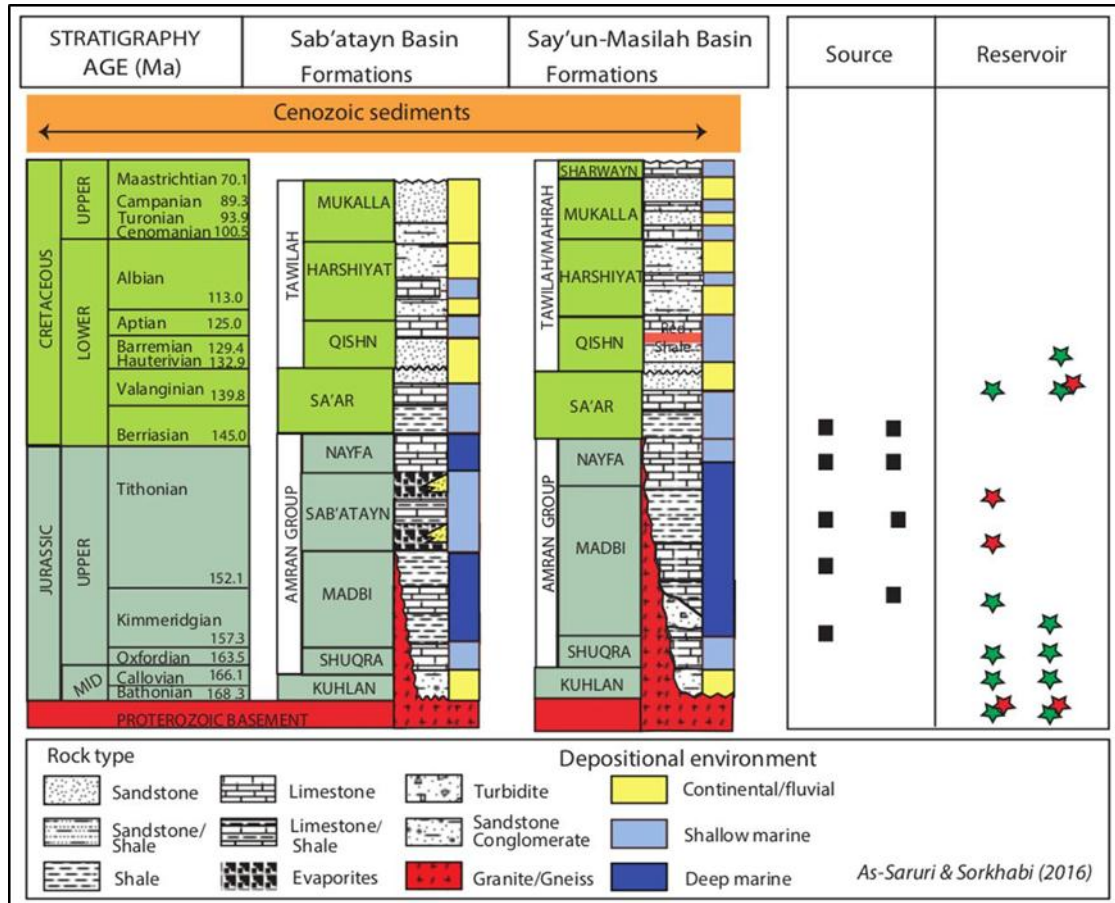 STRATIGRAPHY
AGE (Ma)
Sab'atayn Basin
Formations
Say'un-Masilah Basin
Formations
Source
Reservoir
Cenozoic sediments
CRETACEOUS
UPPER
Maastrichtian 70.1
Campanian 89.3
Turonian 93.9
Cenomanian 100.5
LOWER
Albian
113.0
Aptian 125.0
Barremian 129.4
Hauterivian 132.9
Valanginian
139.8
Berriasian 145.0
JURASSIC
UPPER
Tithonian
152.1
Kimmeridgian
157.3
Oxfordian 163.5
MID
Callovian 166.1
Bathonian 168.3
PROTEROZOIC BASEMENT
TAWILAH
MUKALLA
HARSHIYAT
QISHN
SA'AR
AMRAN GROUP
NAYFA
SAB'ATAYN
MADBI
SHUQRA
KUHLAN
TAWILAH/MAHRAH
SHARWAYN
MUKALLA
HARSHIYAT
QISHN
Red
Shale
SA'AR
AMRAN GROUP
NAYFA
MADBI
SHUQRA
KUHLAN
Rock type
Sandstone
Sandstone/
Shale
Shale
Limestone
Limestone/
Shale
Evaporites
Turbidite
Sandstone
Conglomerate
Granite/Gneiss
Depositional environment
Continental/fluvial
Shallow marine
Deep marine
As-Saruri & Sorkhabi (2016)